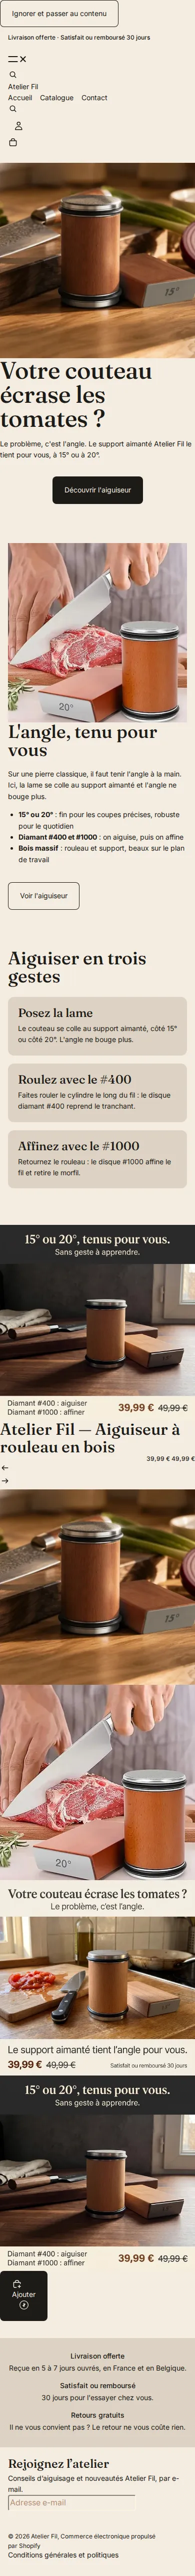 Ignorer et passer au contenu
Livraison offerte · Satisfait ou remboursé 30 jours
Atelier Fil
Accueil Catalogue Contact
15°
Votre couteau
écrase les
tomates ?
Le problème, c'est l'angle. Le support aimanté Atelier Fil le
tient pour vous, à 15° ou à 20°.
Découvrir l'aiguiseur
20°
L'angle, tenu pour
vous
Sur une pierre classique, il faut tenir l'angle à la main.
Ici, la lame se colle au support aimanté et l'angle ne
bouge plus.
15° ou 20° : fin pour les coupes précises, robuste
pour le quotidien
Diamant #400 et #1000 : on aiguise, puis on affine
Bois massif : rouleau et support, beaux sur le plan
de travail
Voir l'aiguiseur
Aiguiser en trois
gestes
Posez la lame
Le couteau se colle au support aimanté, côté 15°
ou côté 20°. L'angle ne bouge plus.
Roulez avec le #400
Faites rouler le cylindre le long du fil : le disque
diamant #400 reprend le tranchant.
Affinez avec le #1000
Retournez le rouleau : le disque #1000 affine le
fil et retire le morfil.
15° ou 20°, tenus pour vous.
Sans geste à apprendre.
Diamant #400 : aiguiser
Diamant #1000 : affiner
39,99 € 49,99 €
Atelier Fil — Aiguiseur à
rouleau en bois
39,99 € 49,99 €
15°
20°
Votre couteau écrase les tomates ?
Le problème, c'est l'angle.
Le support aimanté tient l'angle pour vous.
39,99 € 49,99 €
Satisfait ou remboursé 30 jours
15° ou 20°, tenus pour vous.
Sans geste à apprendre.
Diamant #400 : aiguiser
Diamant #1000 : affiner
39,99 € 49,99 €
Ajouter
Livraison offerte
Reçue en 5 à 7 jours ouvrés, en France et en Belgique.
Satisfait ou remboursé
30 jours pour l'essayer chez vous.
Retours gratuits
Il ne vous convient pas ? Le retour ne vous coûte rien.
Rejoignez l'atelier
Conseils d'aiguisage et nouveautés Atelier Fil, par e-
mail.
Adresse e-mail
© 2026 Atelier Fil, Commerce électronique propulsé
par Shopify
Conditions générales et politiques